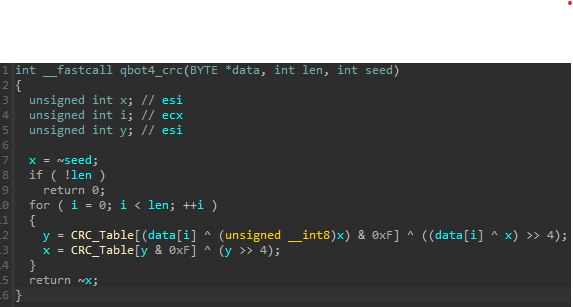 1 int __fastcall qbot4_crc(BYTE *data, int len, int seed)
2 {
3   unsigned int x; // esi
4   unsigned int i; // ecx
5   unsigned int y; // esi
6
7   x = ~seed;
8   if ( !len )
9     return 0;
10   for ( i = 0; i < len; ++i )
11   {
12     y = CRC_Table[(data[i] ^ (unsigned __int8)x) & 0xF] ^ ((data[i] ^ x) >> 4);
13     x = CRC_Table[y & 0xF] ^ (y >> 4);
14   }
15   return ~x;
16 }